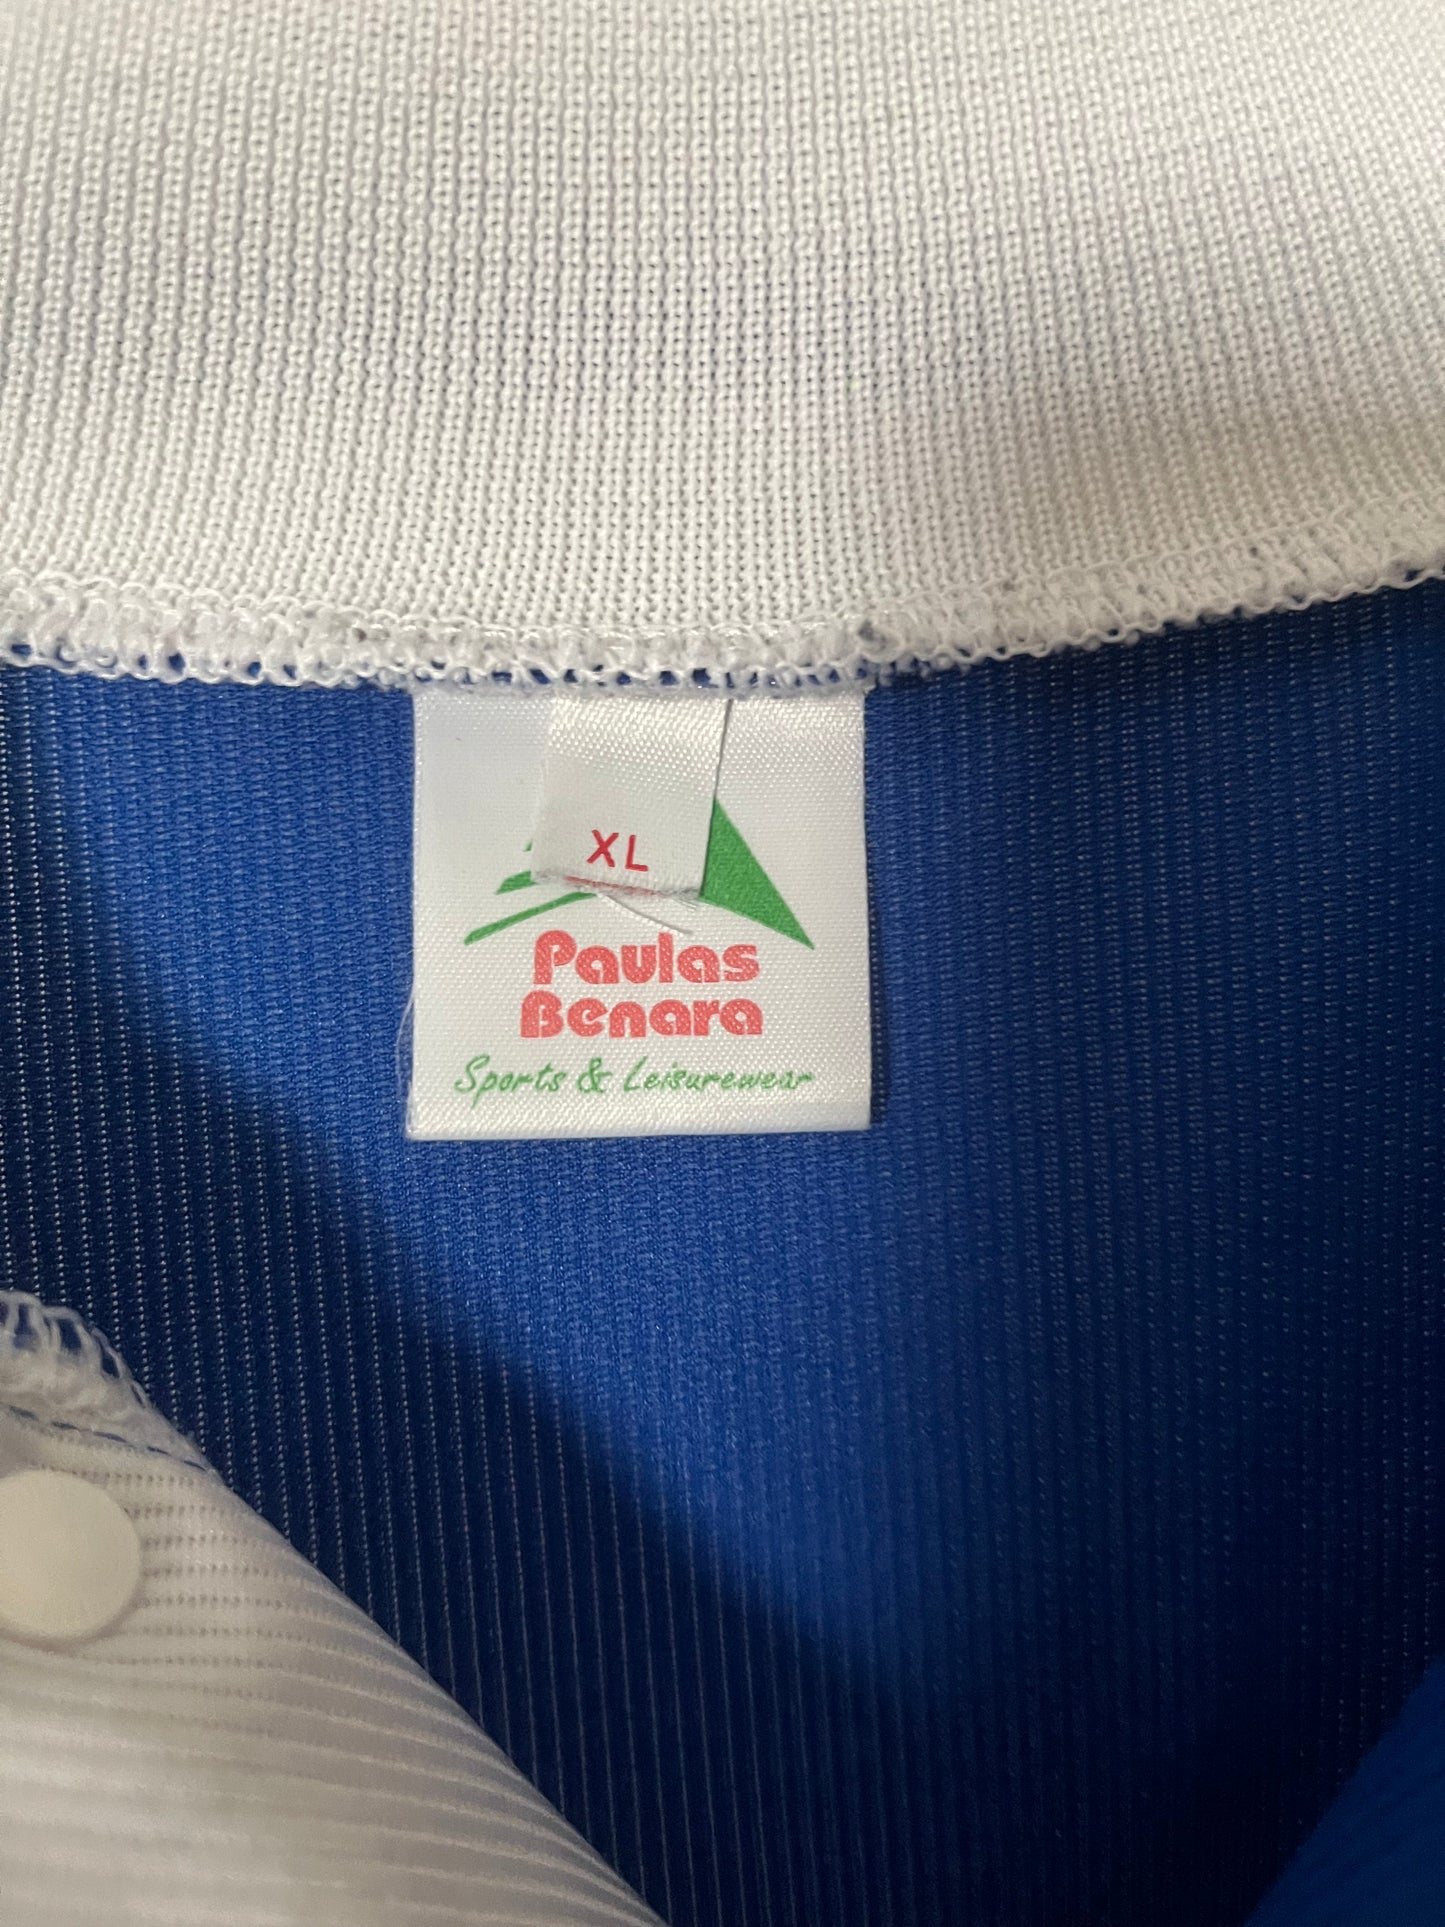 XL
Paulas
Benara
Sports & Leisurewear